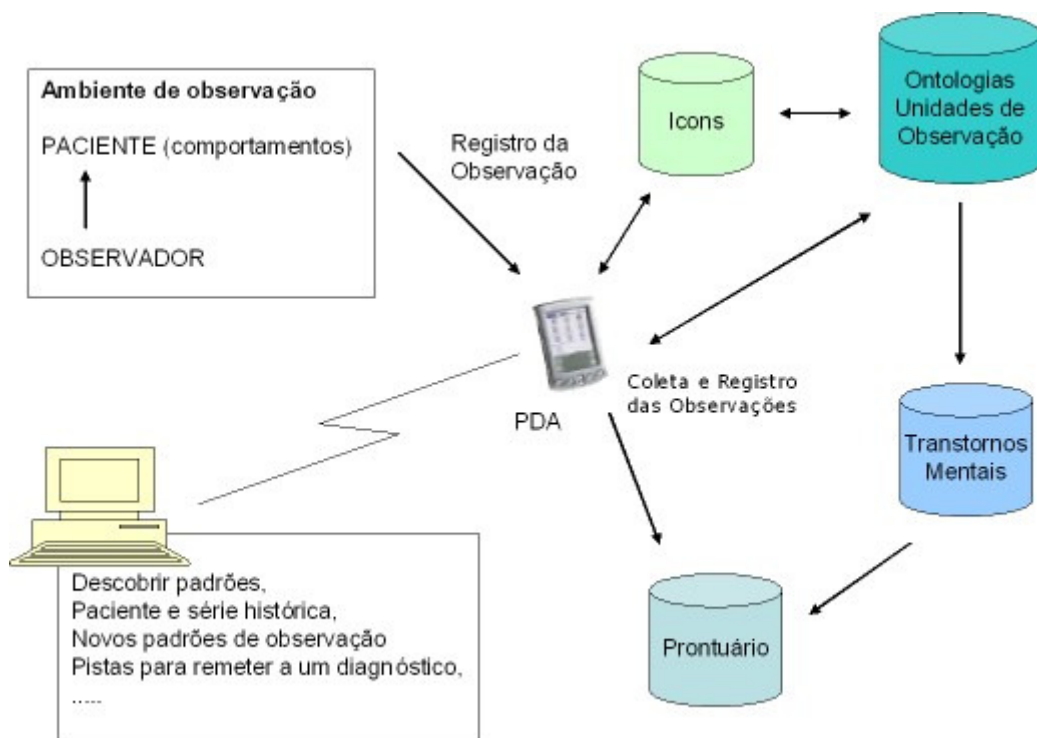 Ambiente de observação
PACIENTE (comportamentos)
OBSERVADOR
Registro da
Observação
Icons
Ontologias
Unidades de
Observação
PDA
Coleta e Registro
das Observações
Transtornos
Mentais
Prontuário
Descobrir padrões,
Paciente e série histórica,
Novos padrões de observação
Pistas para remeter a um diagnóstico,
.....